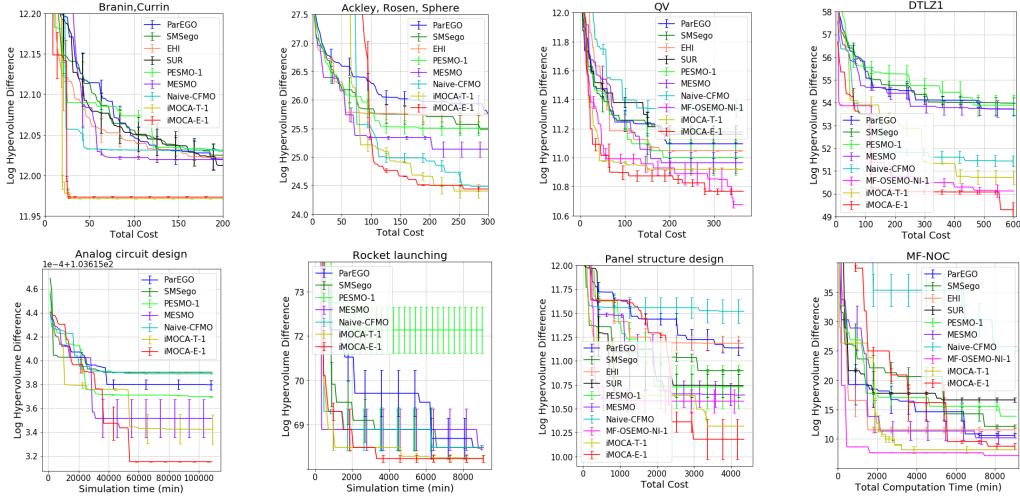 Branin,Currin
Log Hypervolume Difference
12.20
12.15
12.10
12.05
12.00
11.95
ParEGO
SMSego
EHI
SUR
PESMO-1
MESMO
Naive-CFMO
iMOCA-T-1
iMOCA-E-1
0
50
100
150
200
Total Cost
Ackley, Rosen, Sphere
Log Hypervolume Difference
27.5
27.0
26.5
26.0
25.5
25.0
24.5
24.0
ParEGO
SMSego
EHI
PESMO-1
MESMO
Naive-CFMO
iMOCA-T-1
iMOCA-E-1
0
50
100
150
200
250
300
Total Cost
QV
Log Hypervolume Difference
12.0
11.8
11.6
11.4
11.2
11.0
10.8
10.6
ParEGO
SMSego
EHI
SUR
PESMO-1
MESMO
Naive-CFMO
MF-OSEMO-NI-1
iMOCA-T-1
iMOCA-E-1
0
100
200
300
Total Cost
DTLZ1
Log Hypervolume Difference
58
57
56
55
54
53
52
51
50
49
ParEGO
SMSego
PESMO-1
MESMO
Naive-CFMO
MF-OSEMO-NI-1
iMOCA-T-1
iMOCA-E-1
0
100
200
300
400
500
600
Total Cost
Analog circuit design
1e−4+1.03615e2
Log Hypervolume Difference
4.6
4.4
4.2
4.0
3.8
3.6
3.4
3.2
ParEGO
SMSego
PESMO-1
MESMO
Naive-CFMO
iMOCA-T-1
iMOCA-E-1
0
20000
40000
60000
80000
100000
Simulation time (min)
Rocket launching
Log Hypervolume Difference
73
72
70
69
ParEGO
SMSego
PESMO-1
MESMO
Naive-CFMO
iMOCA-T-1
iMOCA-E-1
0
2000
4000
6000
8000
Simulation time (min)
Panel structure design
Log Hypervolume Difference
12.00
11.75
11.50
11.25
11.00
10.75
10.50
10.25
10.00
ParEGO
SMSego
EHI
SUR
PESMO-1
MESMO
Naive-CFMO
MF-OSEMO-NI-1
iMOCA-T-1
iMOCA-E-1
0
1000
2000
3000
4000
Total Cost
MF-NOC
Log Hypervolume Difference
35
30
25
20
15
10
ParEGO
SMSego
EHI
SUR
PESMO-1
MESMO
Naive-CFMO
MF-OSEMO-NI-1
iMOCA-T-1
iMOCA-E-1
0
2000
4000
6000
8000
Total Computation Time (min)